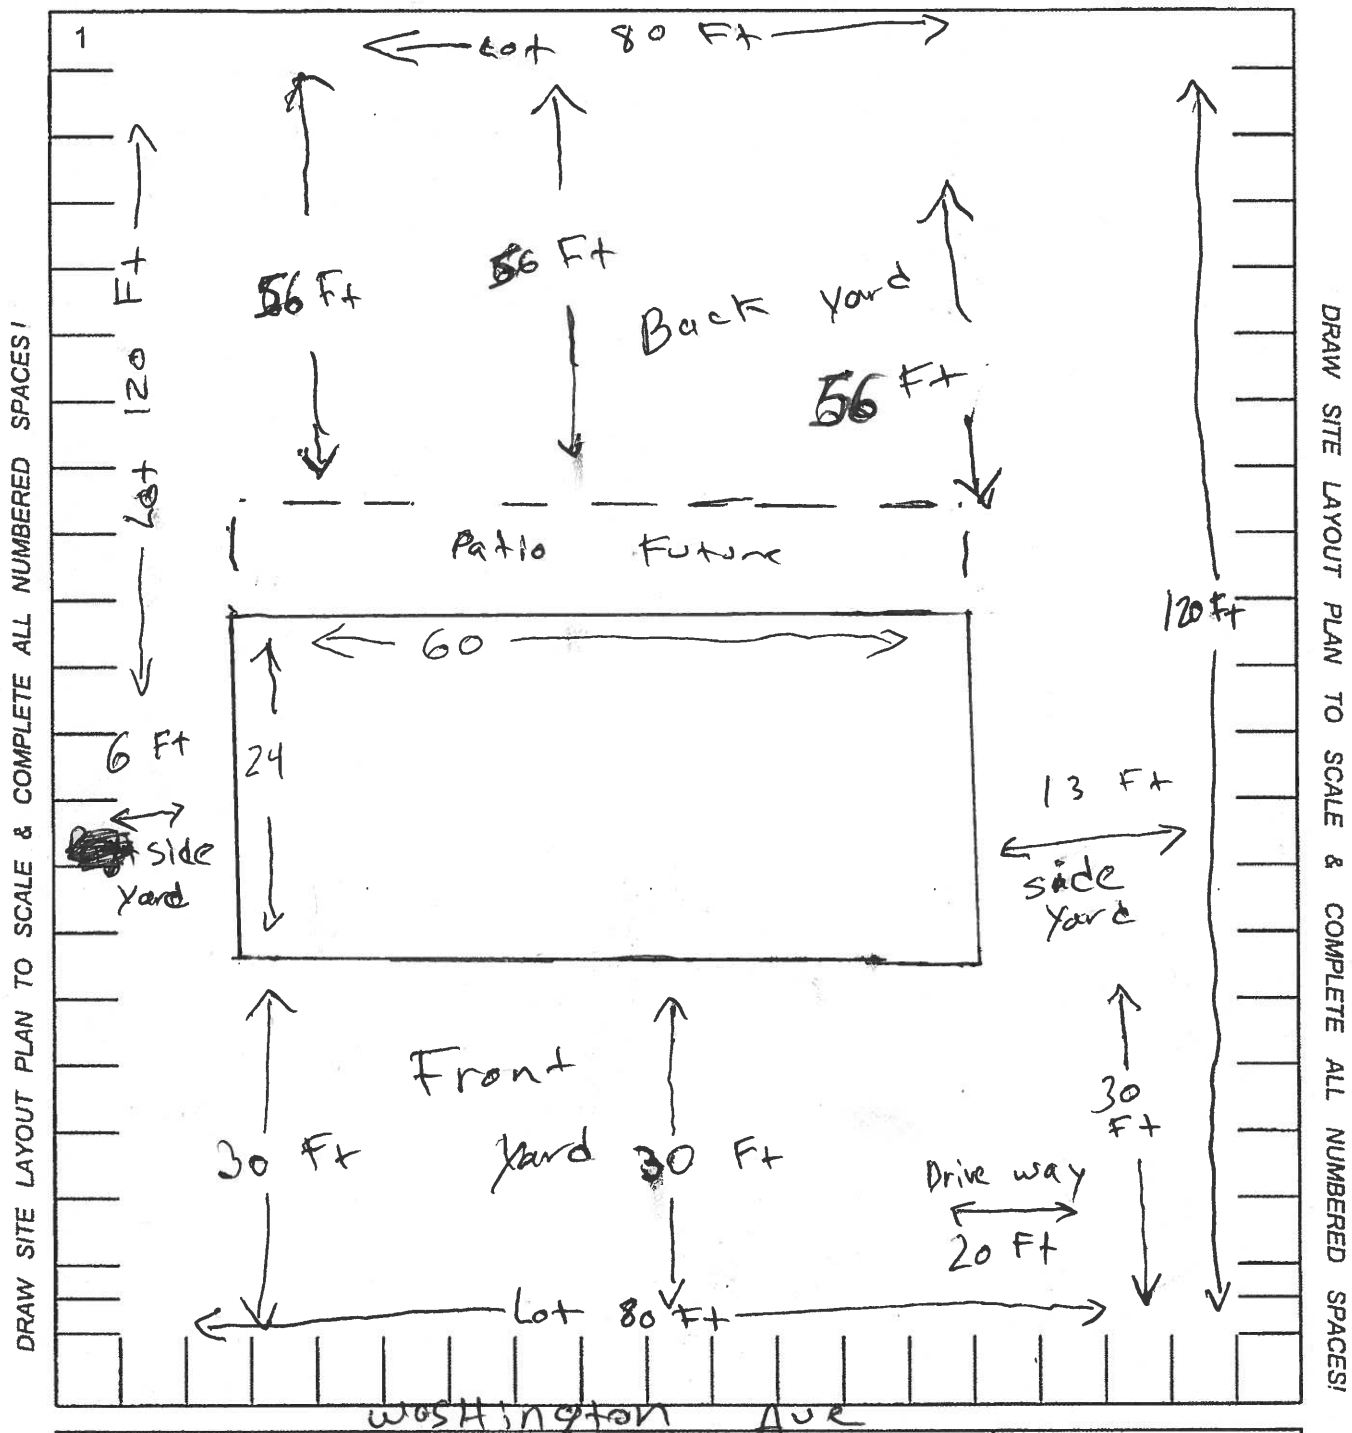 1
Lot 80 Ft
Lot 120 Ft
56 Ft
56 Ft
Back yard
56 Ft
Patio Future
60
24
120 Ft
6 Ft
side
yard
13 Ft
side
yard
Front
yard
30 Ft
30 Ft
30
Ft
Drive way
20 Ft
Lot 80 Ft
WasHington Ave
DRAW SITE LAYOUT PLAN TO SCALE & COMPLETE ALL NUMBERED SPACES!
DRAW SITE LAYOUT PLAN TO SCALE & COMPLETE ALL NUMBERED SPACES!